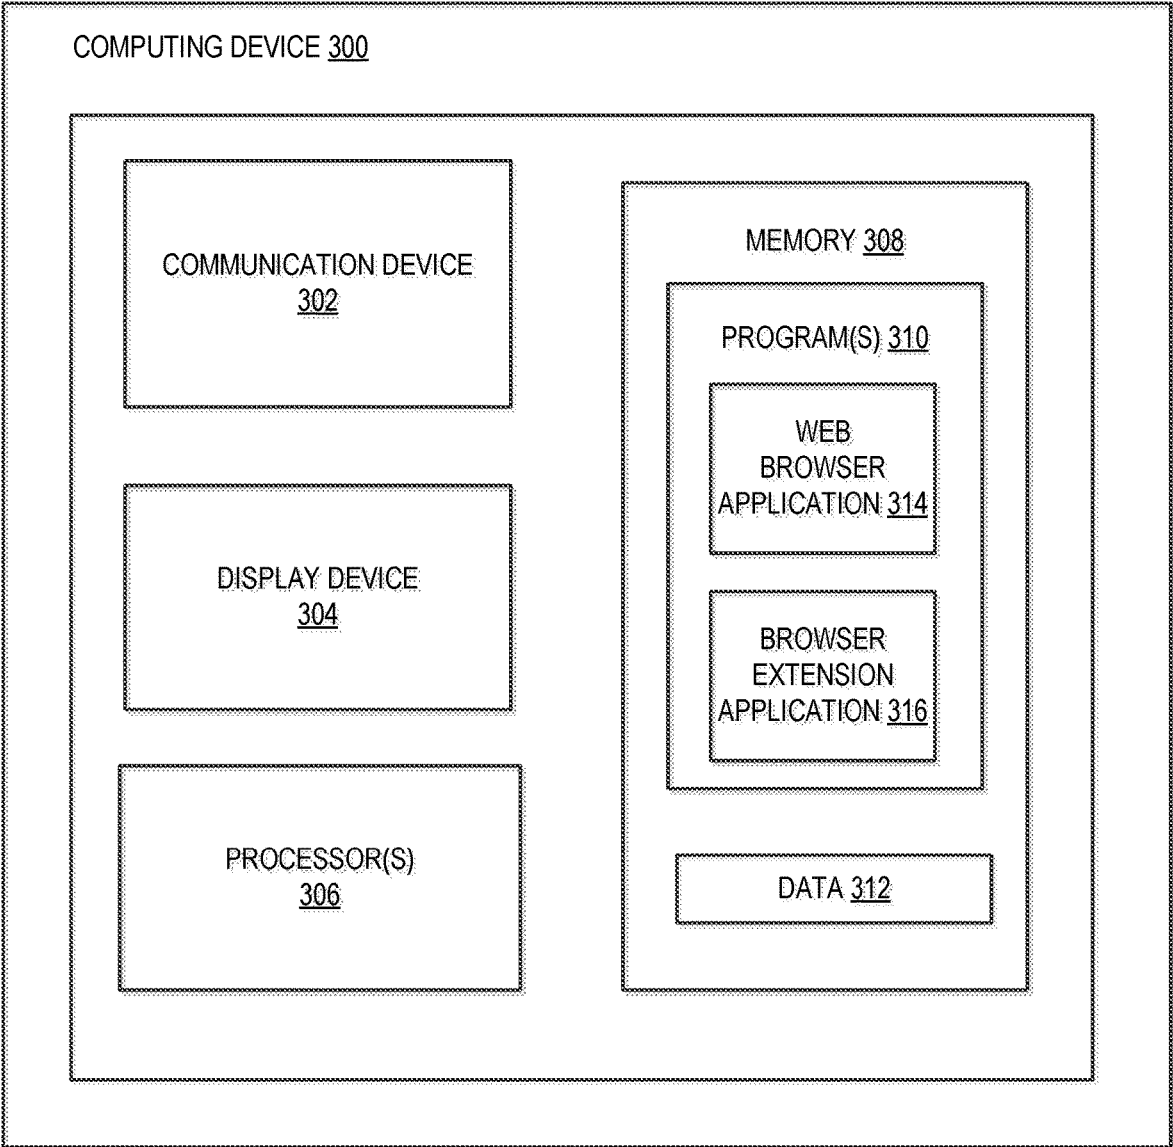 COMPUTING DEVICE 300
COMMUNICATION DEVICE
302
DISPLAY DEVICE
304
PROCESSOR(S)
306
MEMORY 308
PROGRAM(S) 310
WEB
BROWSER
APPLICATION 314
BROWSER
EXTENSION
APPLICATION 316
DATA 312